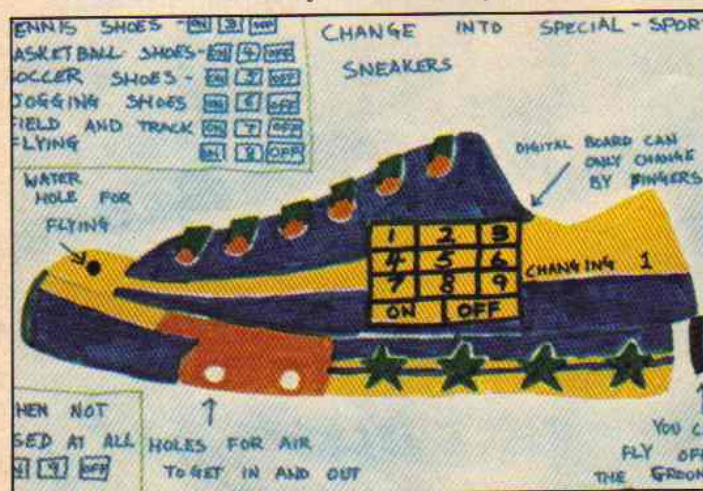 ENNIS SHOES - ON 3 OFF
ASKETBALL SHOES - ON 4 OFF
OCCER SHOES - ON 5 OFF
JOGGING SHOES ON 6 OFF
FIELD AND TRACK ON 7 OFF
FLYING ON 8 OFF
CHANGE INTO SPECIAL - SPORT
SNEAKERS
WATER
HOLE FOR
FLYING
DIGITAL BOARD CAN
ONLY CHANGE
BY FINGERS
1 2 3
4 5 6
7 8 9
ON OFF
CHANGING 1
HEN NOT
SED AT ALL
N 9 OFF
HOLES FOR AIR
TO GET IN AND OUT
YOU C
FLY OFF
THE GROUN